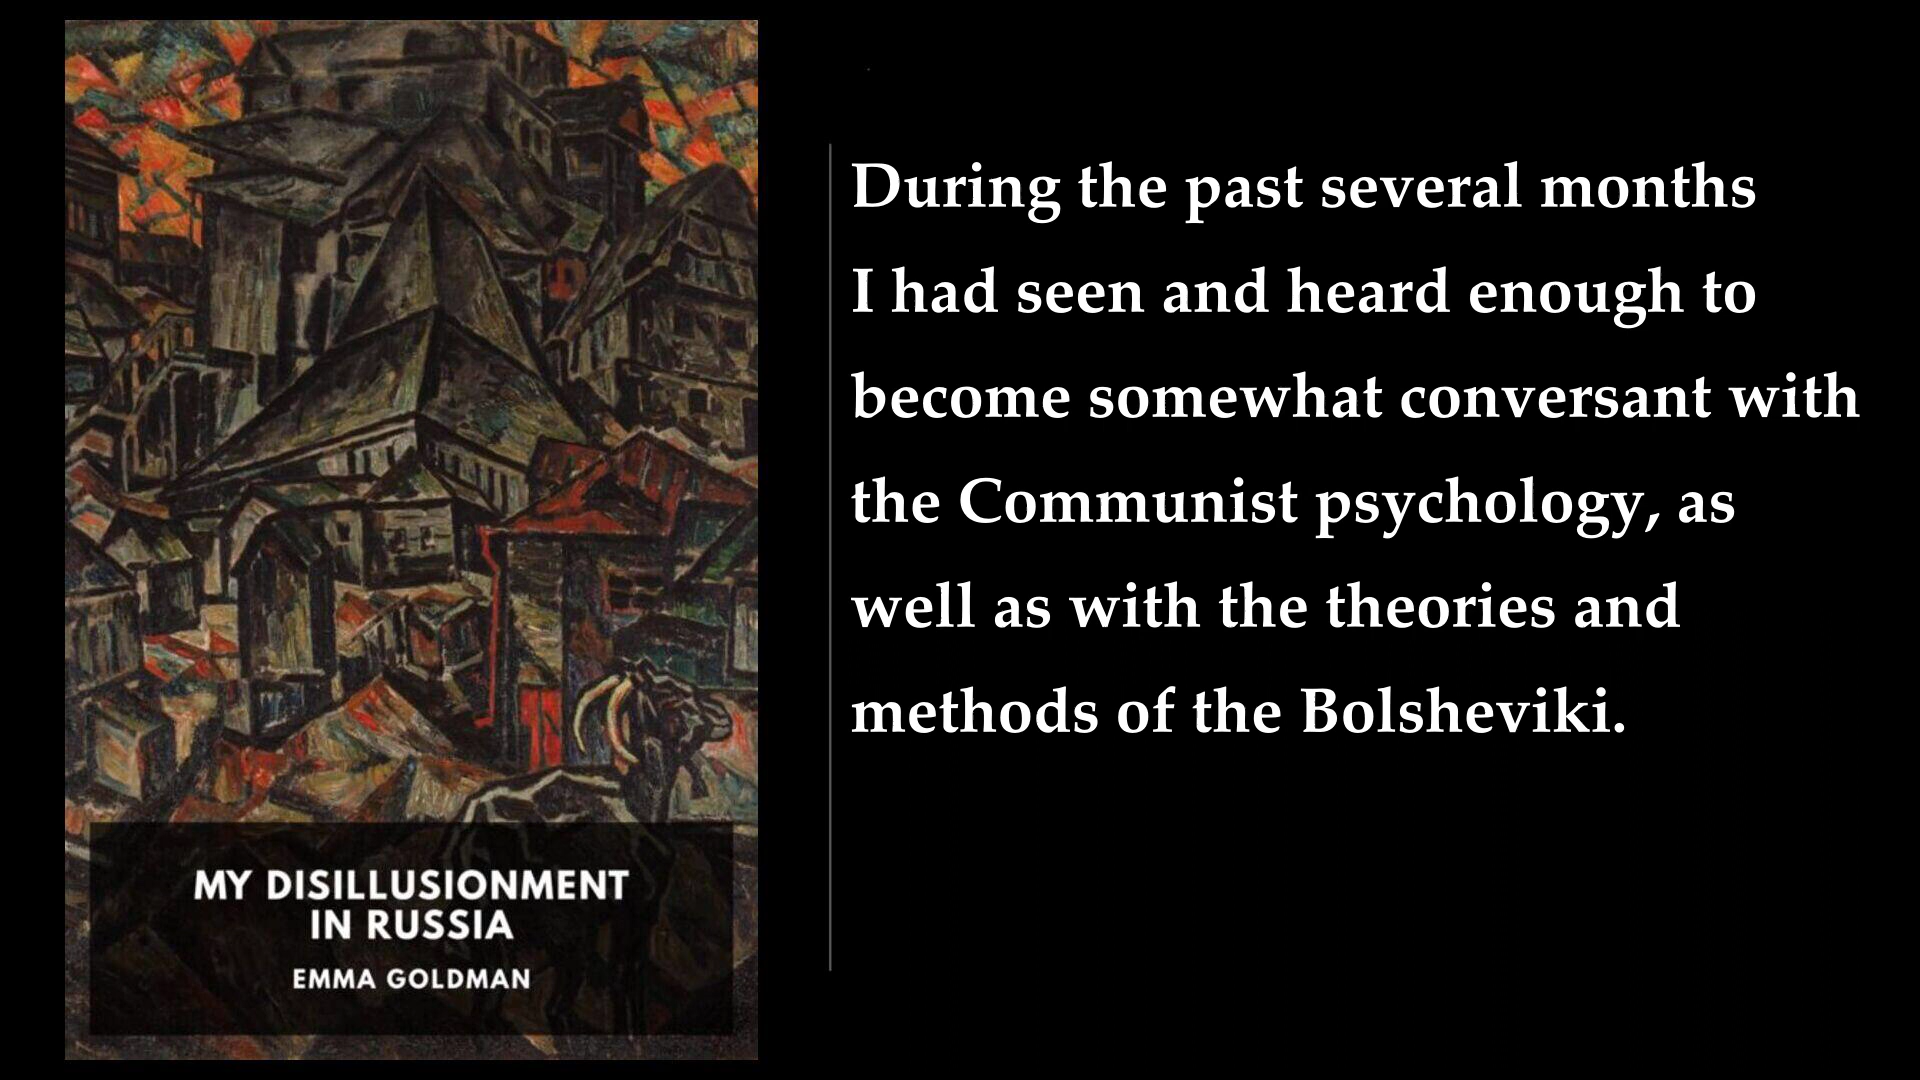 MY DISILLUSIONMENT
IN RUSSIA
EMMA GOLDMAN
During the past several months
I had seen and heard enough to
become somewhat conversant with
the Communist psychology, as
well as with the theories and
methods of the Bolsheviki.